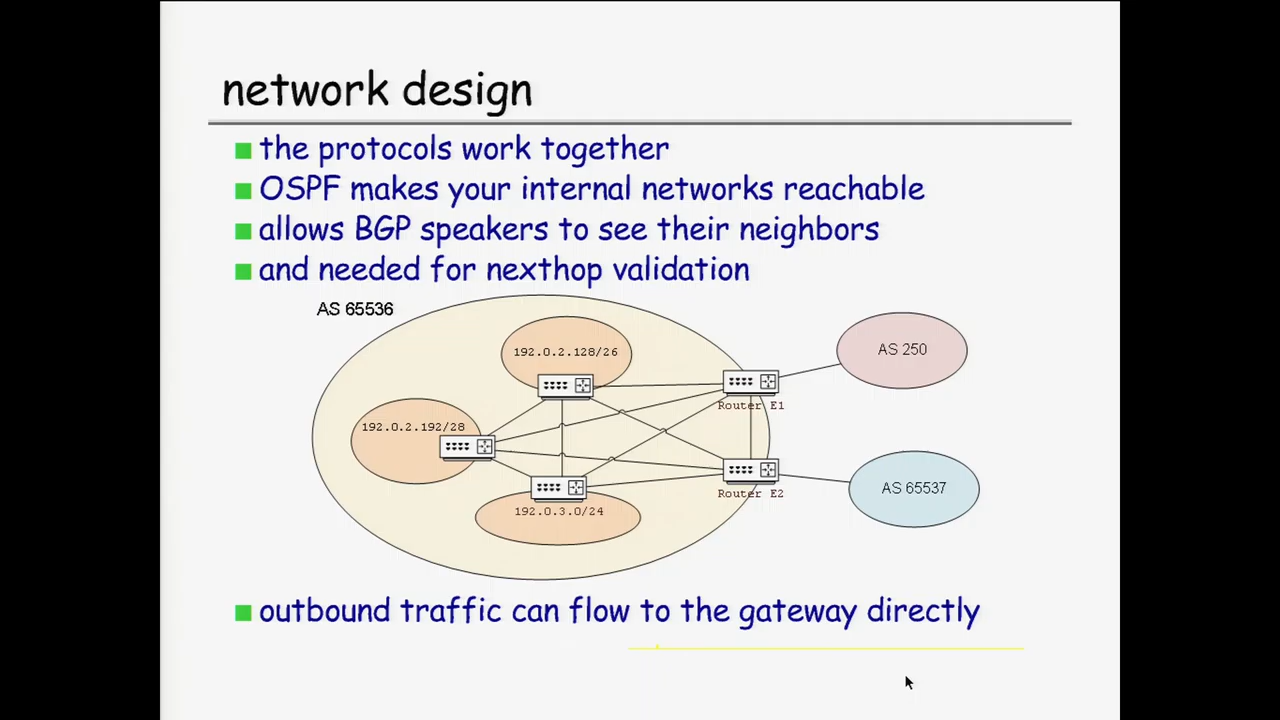 network design
the protocols work together
OSPF makes your internal networks reachable
allows BGP speakers to see their neighbors
and needed for nexthop validation
AS 65536
192.0.2.128/26
AS 250
Router E1
192.0.2.192/28
AS 65537
Router E2
192.0.3.0/24
outbound traffic can flow to the gateway directly